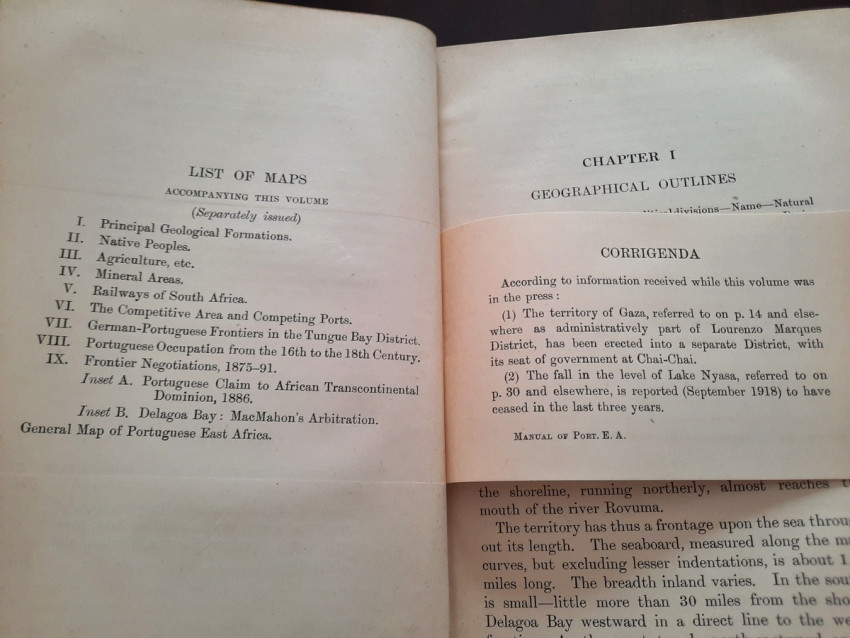 LIST OF MAPS
ACCOMPANYING THIS VOLUME
(Separately issued)
I. Principal Geological Formations.
II. Native Peoples.
III. Agriculture, etc.
IV. Mineral Areas.
V. Railways of South Africa.
VI. The Competitive Area and Competing Ports.
VII. German-Portuguese Frontiers in the Tungue Bay District.
VIII. Portuguese Occupation from the 16th to the 18th Century.
IX. Frontier Negotiations, 1875-91.
Inset A. Portuguese Claim to African Transcontinental
Dominion, 1886.
Inset B. Delagoa Bay: MacMahon's Arbitration.
General Map of Portuguese East Africa.
CHAPTER I
GEOGRAPHICAL OUTLINES
divisions—Name—Natural
CORRIGENDA
According to information received while this volume was
in the press:
(1) The territory of Gaza, referred to on p. 14 and else-
where as administratively part of Lourenzo Marques
District, has been erected into a separate District, with
its seat of government at Chai-Chai.
(2) The fall in the level of Lake Nyasa, referred to on
p. 30 and elsewhere, is reported (September 1918) to have
ceased in the last three years.
MANUAL OF PORT. E. A.
the shoreline, running northerly, almost reaches
mouth of the river Rovuma.
The territory has thus a frontage upon the sea throu
out its length. The seaboard, measured along the
curves, but excluding lesser indentations, is about 1
miles long. The breadth inland varies. In the sou
is small—little more than 30 miles from the sho
Delagoa Bay westward in a direct line to the we